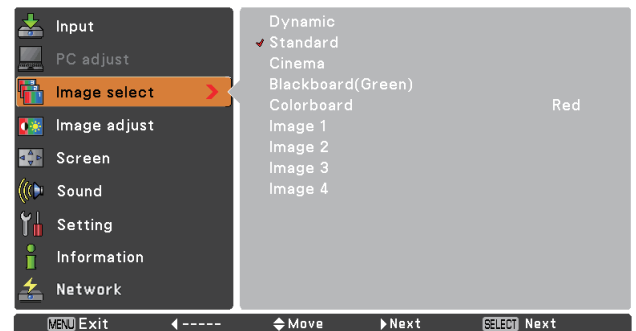 Input
PC adjust
Image select
Image adjust
Screen
Sound
Setting
Information
Network
Dynamic
Standard
Cinema
Blackboard(Green)
Colorboard Red
Image 1
Image 2
Image 3
Image 4
MENU Exit ----- Move Next SELECT Next